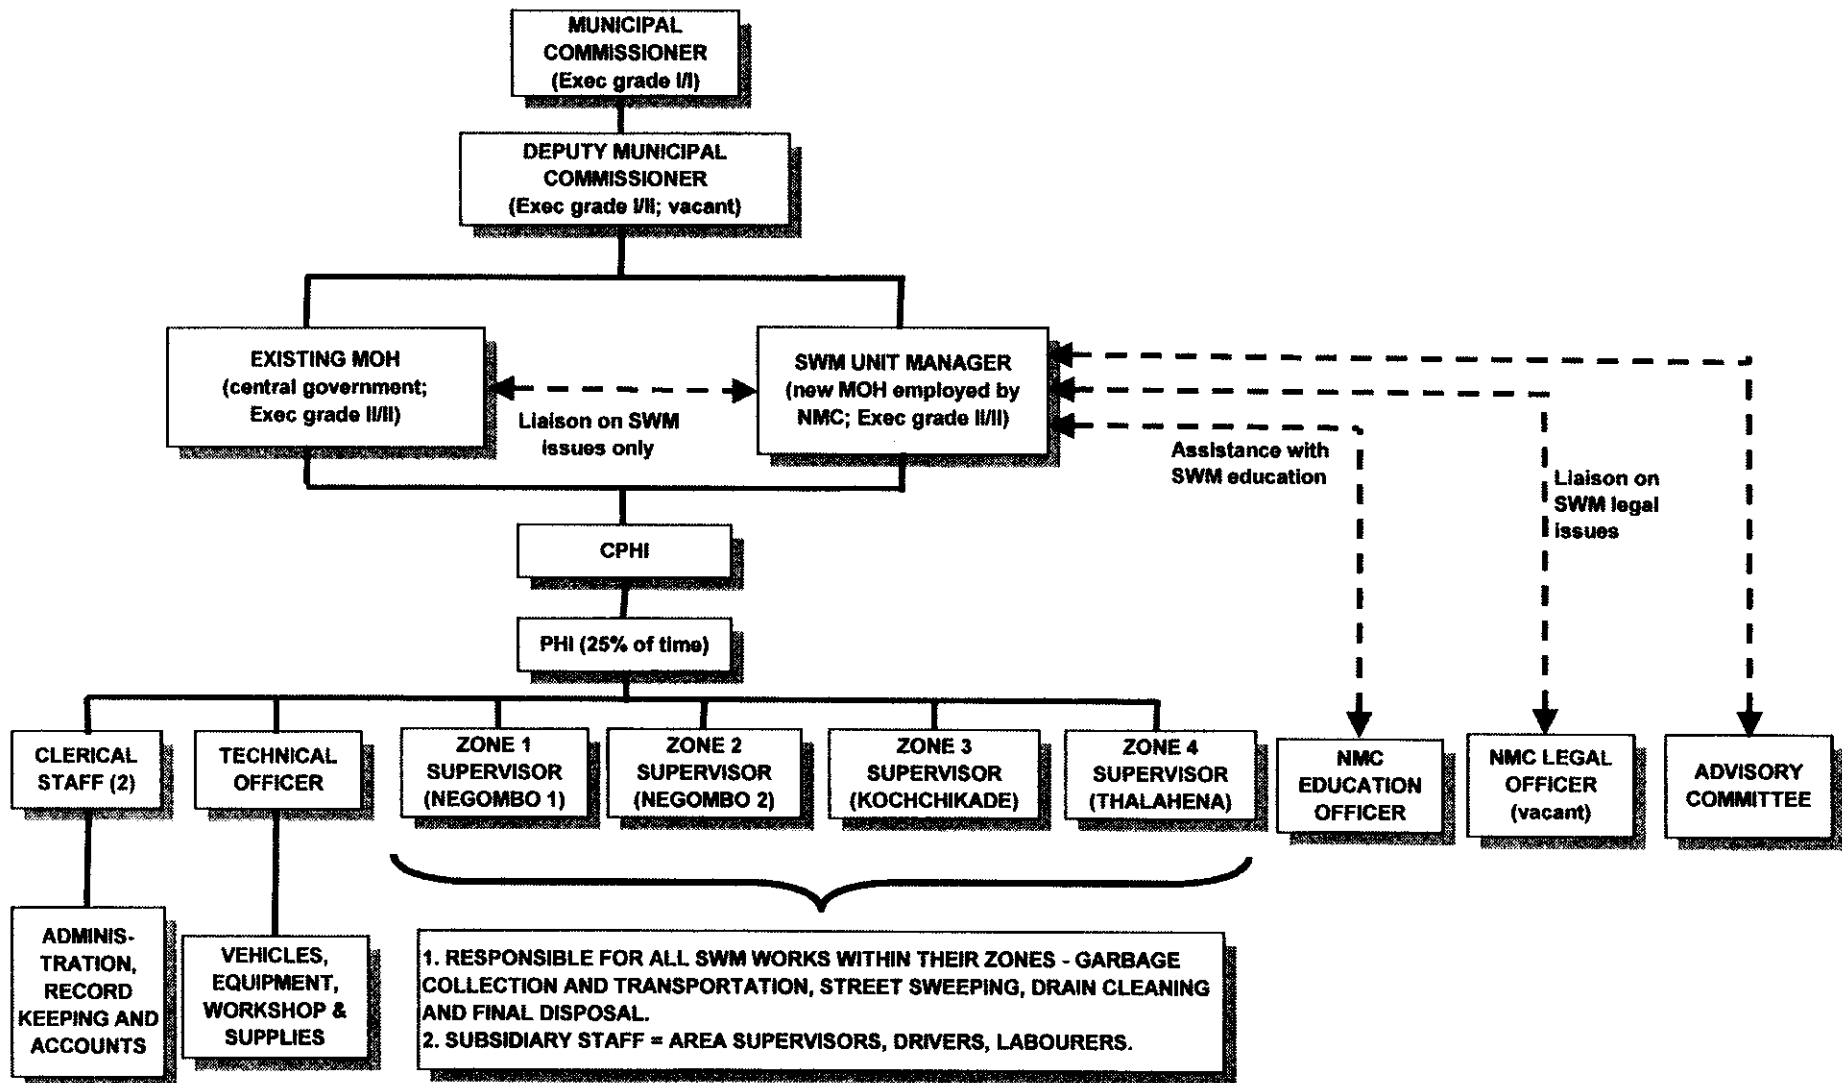 MUNICIPAL
COMMISSIONER
(Exec grade I/I)
DEPUTY MUNICIPAL
COMMISSIONER
(Exec grade I/II; vacant)
EXISTING MOH
(central government;
Exec grade II/II)
Liaison on SWM
issues only
SWM UNIT MANAGER
(new MOH employed by
NMC; Exec grade II/II)
Assistance with
SWM education
Liaison on
SWM legal
issues
CPHI
PHI (25% of time)
CLERICAL
STAFF (2)
TECHNICAL
OFFICER
ZONE 1
SUPERVISOR
(NEGOMBO 1)
ZONE 2
SUPERVISOR
(NEGOMBO 2)
ZONE 3
SUPERVISOR
(KOCHCHIKADE)
ZONE 4
SUPERVISOR
(THALAHENA)
NMC
EDUCATION
OFFICER
NMC LEGAL
OFFICER
(vacant)
ADVISORY
COMMITTEE
ADMINIS-
TRATION,
RECORD
KEEPING AND
ACCOUNTS
VEHICLES,
EQUIPMENT,
WORKSHOP &
SUPPLIES
1. RESPONSIBLE FOR ALL SWM WORKS WITHIN THEIR ZONES - GARBAGE
COLLECTION AND TRANSPORTATION, STREET SWEEPING, DRAIN CLEANING
AND FINAL DISPOSAL.
2. SUBSIDIARY STAFF = AREA SUPERVISORS, DRIVERS, LABOURERS.